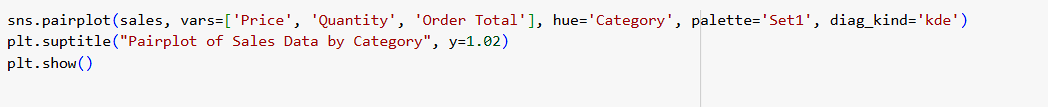 sns.pairplot(sales, vars=['Price', 'Quantity', 'Order Total'], hue='Category', palette='Set1', diag_kind='kde')
plt.suptitle("Pairplot of Sales Data by Category", y=1.02)
plt.show()